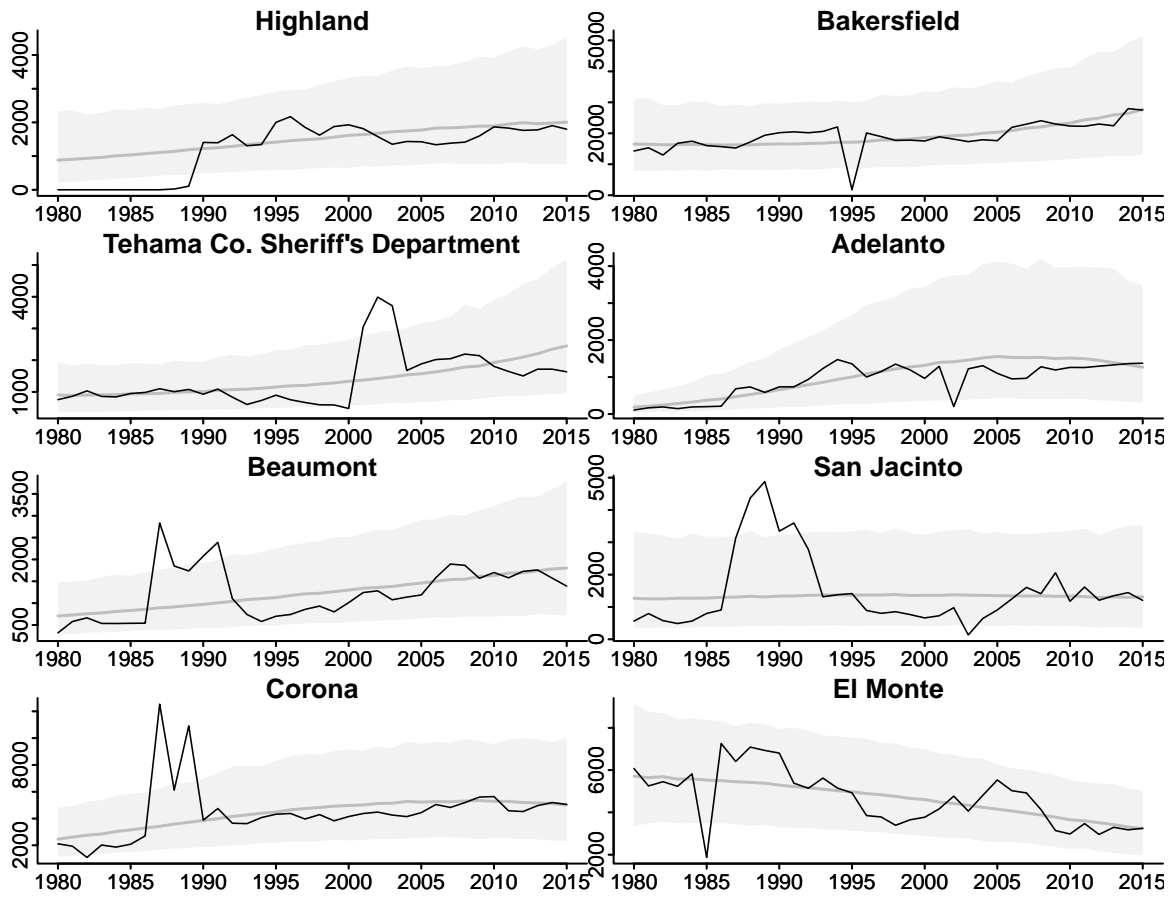 Highland
0 2000 4000
1980 1985 1990 1995 2000 2005 2010 2015
Bakersfield
0 20000 50000
1980 1985 1990 1995 2000 2005 2010 2015
Tehama Co. Sheriff's Department
1000 4000
1980 1985 1990 1995 2000 2005 2010 2015
Adelanto
0 2000 4000
1980 1985 1990 1995 2000 2005 2010 2015
Beaumont
500 2000 3500
1980 1985 1990 1995 2000 2005 2010 2015
San Jacinto
0 2000 5000
1980 1985 1990 1995 2000 2005 2010 2015
Corona
2000 8000
1980 1985 1990 1995 2000 2005 2010 2015
El Monte
2000 6000
1980 1985 1990 1995 2000 2005 2010 2015